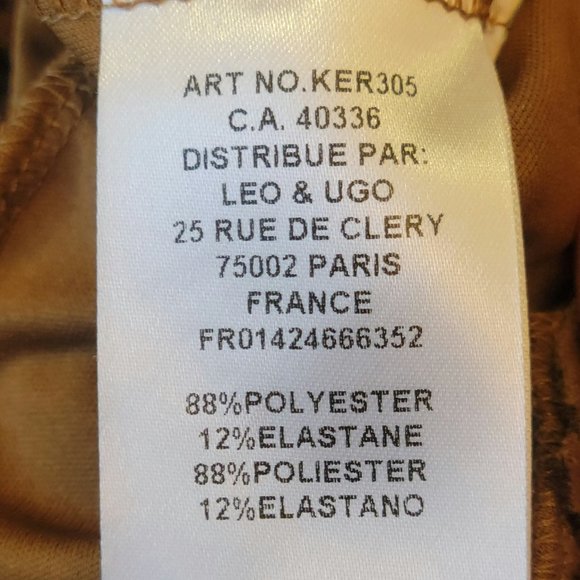 ART NO.KER305
C.A. 40336
DISTRIBUE PAR:
LEO & UGO
25 RUE DE CLERY
75002 PARIS
FRANCE
FR01424666352
88%POLYESTER
12%ELASTANE
88%POLIESTER
12%ELASTANO